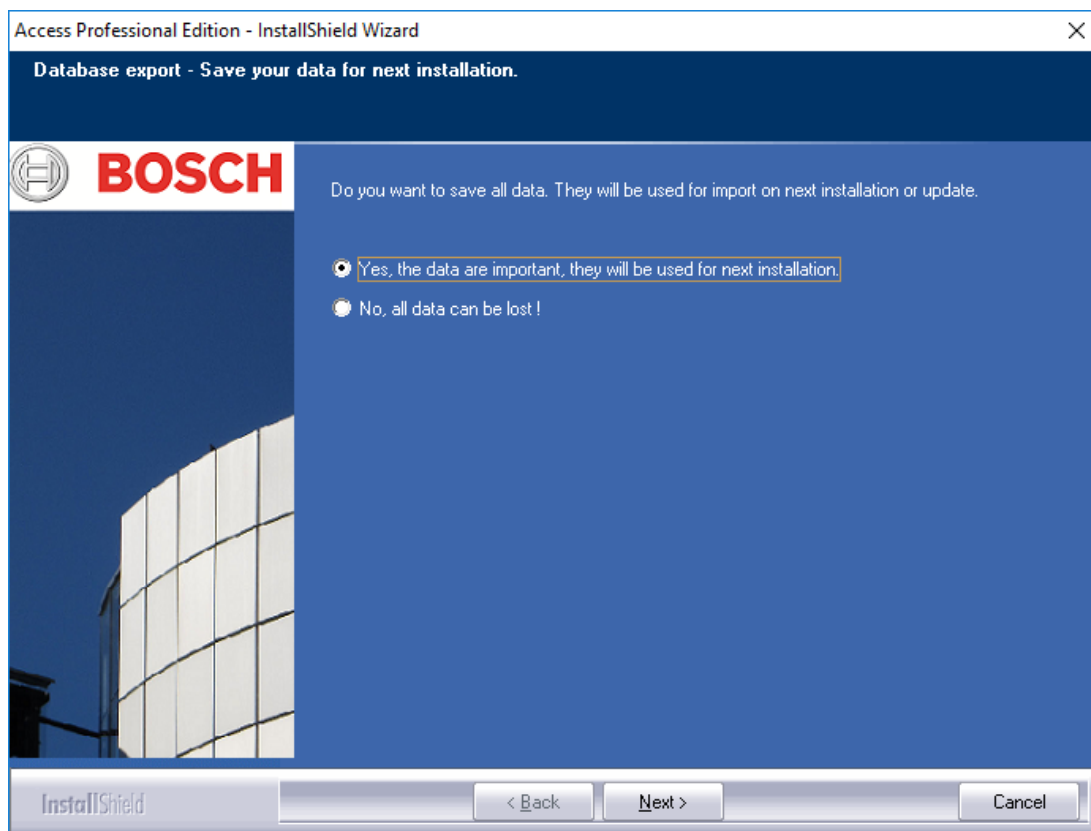 Access Professional Edition - InstallShield Wizard
Database export - Save your data for next installation.
BOSCH
Do you want to save all data. They will be used for import on next installation or update.
Yes, the data are important, they will be used for next installation.
No, all data can be lost !
InstallShield
< Back
Next >
Cancel